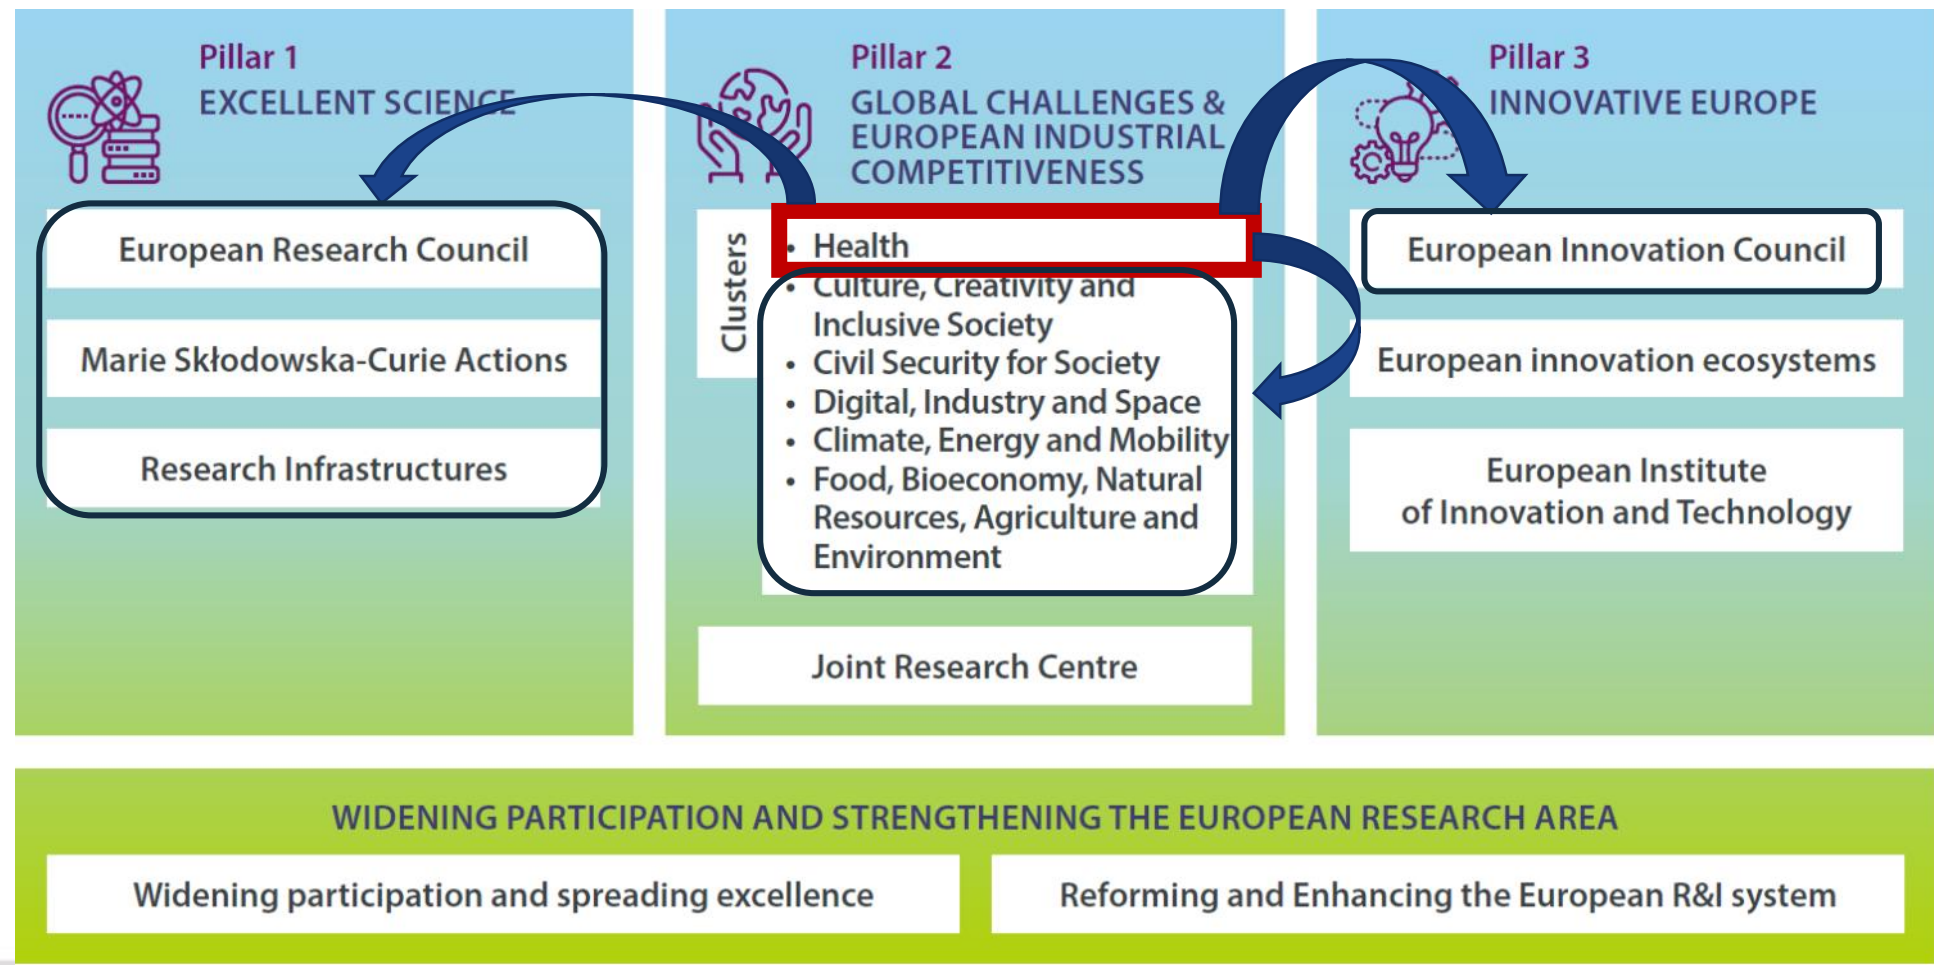 Pillar 1
EXCELLENT SCIENCE
European Research Council
Marie Skłodowska-Curie Actions
Research Infrastructures
Pillar 2
GLOBAL CHALLENGES &
EUROPEAN INDUSTRIAL
COMPETITIVENESS
Clusters
• Health
• Culture, Creativity and
Inclusive Society
• Civil Security for Society
• Digital, Industry and Space
• Climate, Energy and Mobility
• Food, Bioeconomy, Natural
Resources, Agriculture and
Environment
Joint Research Centre
Pillar 3
INNOVATIVE EUROPE
European Innovation Council
European innovation ecosystems
European Institute
of Innovation and Technology
WIDENING PARTICIPATION AND STRENGTHENING THE EUROPEAN RESEARCH AREA
Widening participation and spreading excellence
Reforming and Enhancing the European R&I system